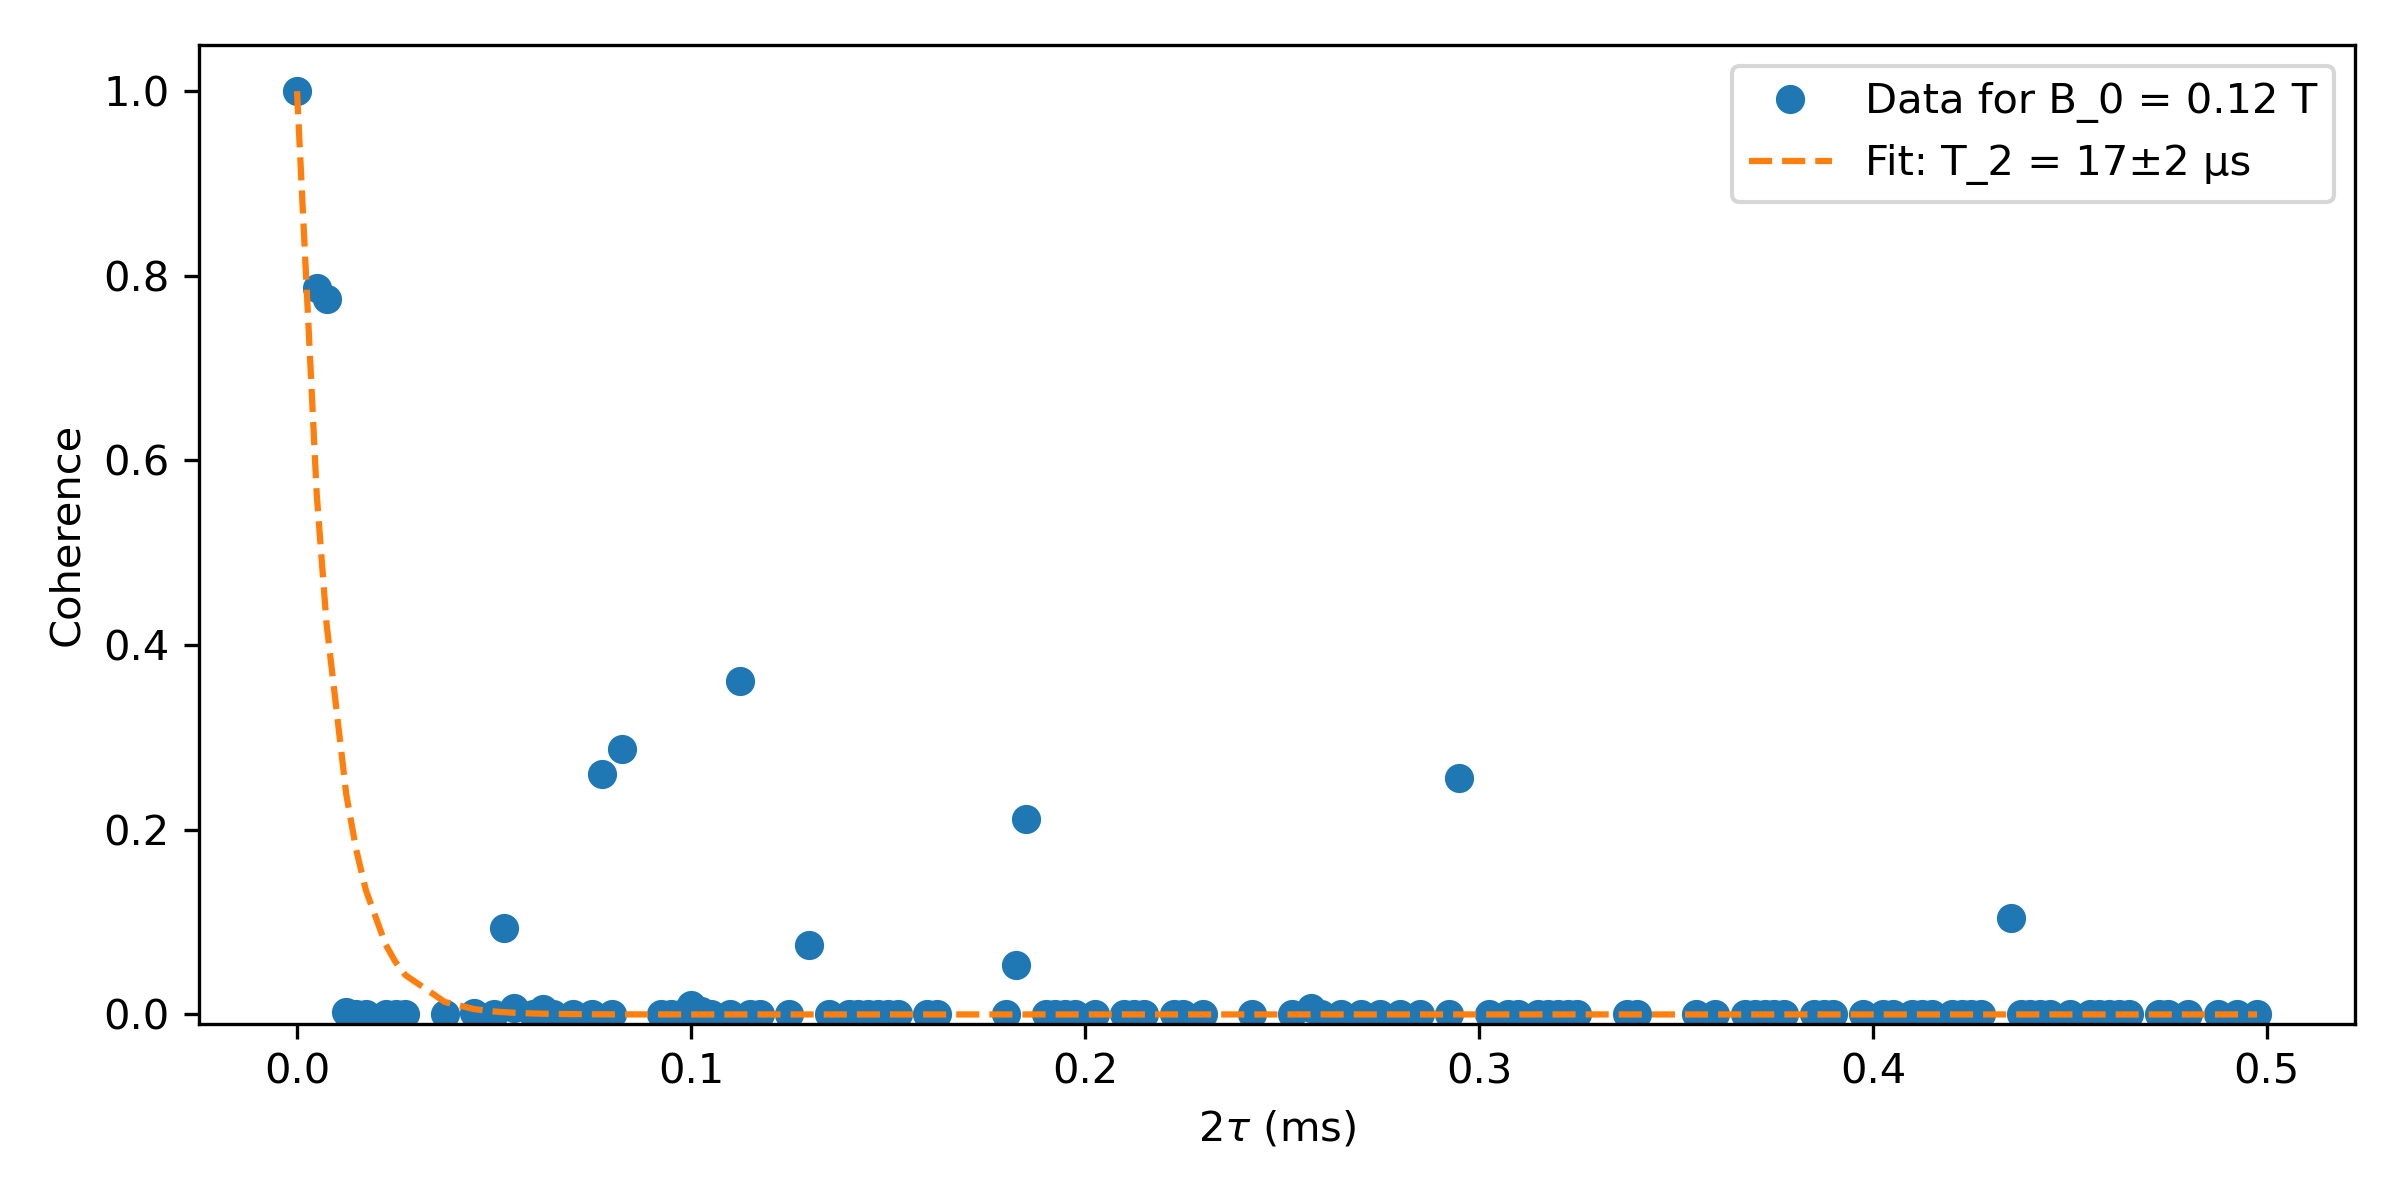 Data for B_0 = 0.12 T
Fit: T_2 = 17±2 μs
Coherence
1.0
0.8
0.6
0.4
0.2
0.0
0.0 0.1 0.2 0.3 0.4 0.5
2τ (ms)